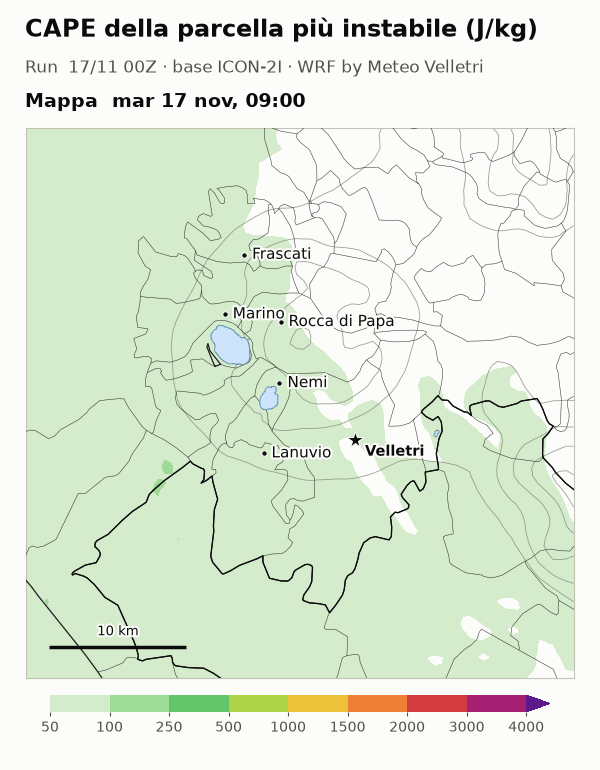 CAPE della parcella più instabile (J/kg)
Run  17/11 00Z · base ICON-2I · WRF by Meteo Velletri
Mappa  mar 17 nov, 09:00
Frascati
Marino
Rocca di Papa
Nemi
Velletri
Lanuvio
10 km
50 100 250 500 1000 1500 2000 3000 4000